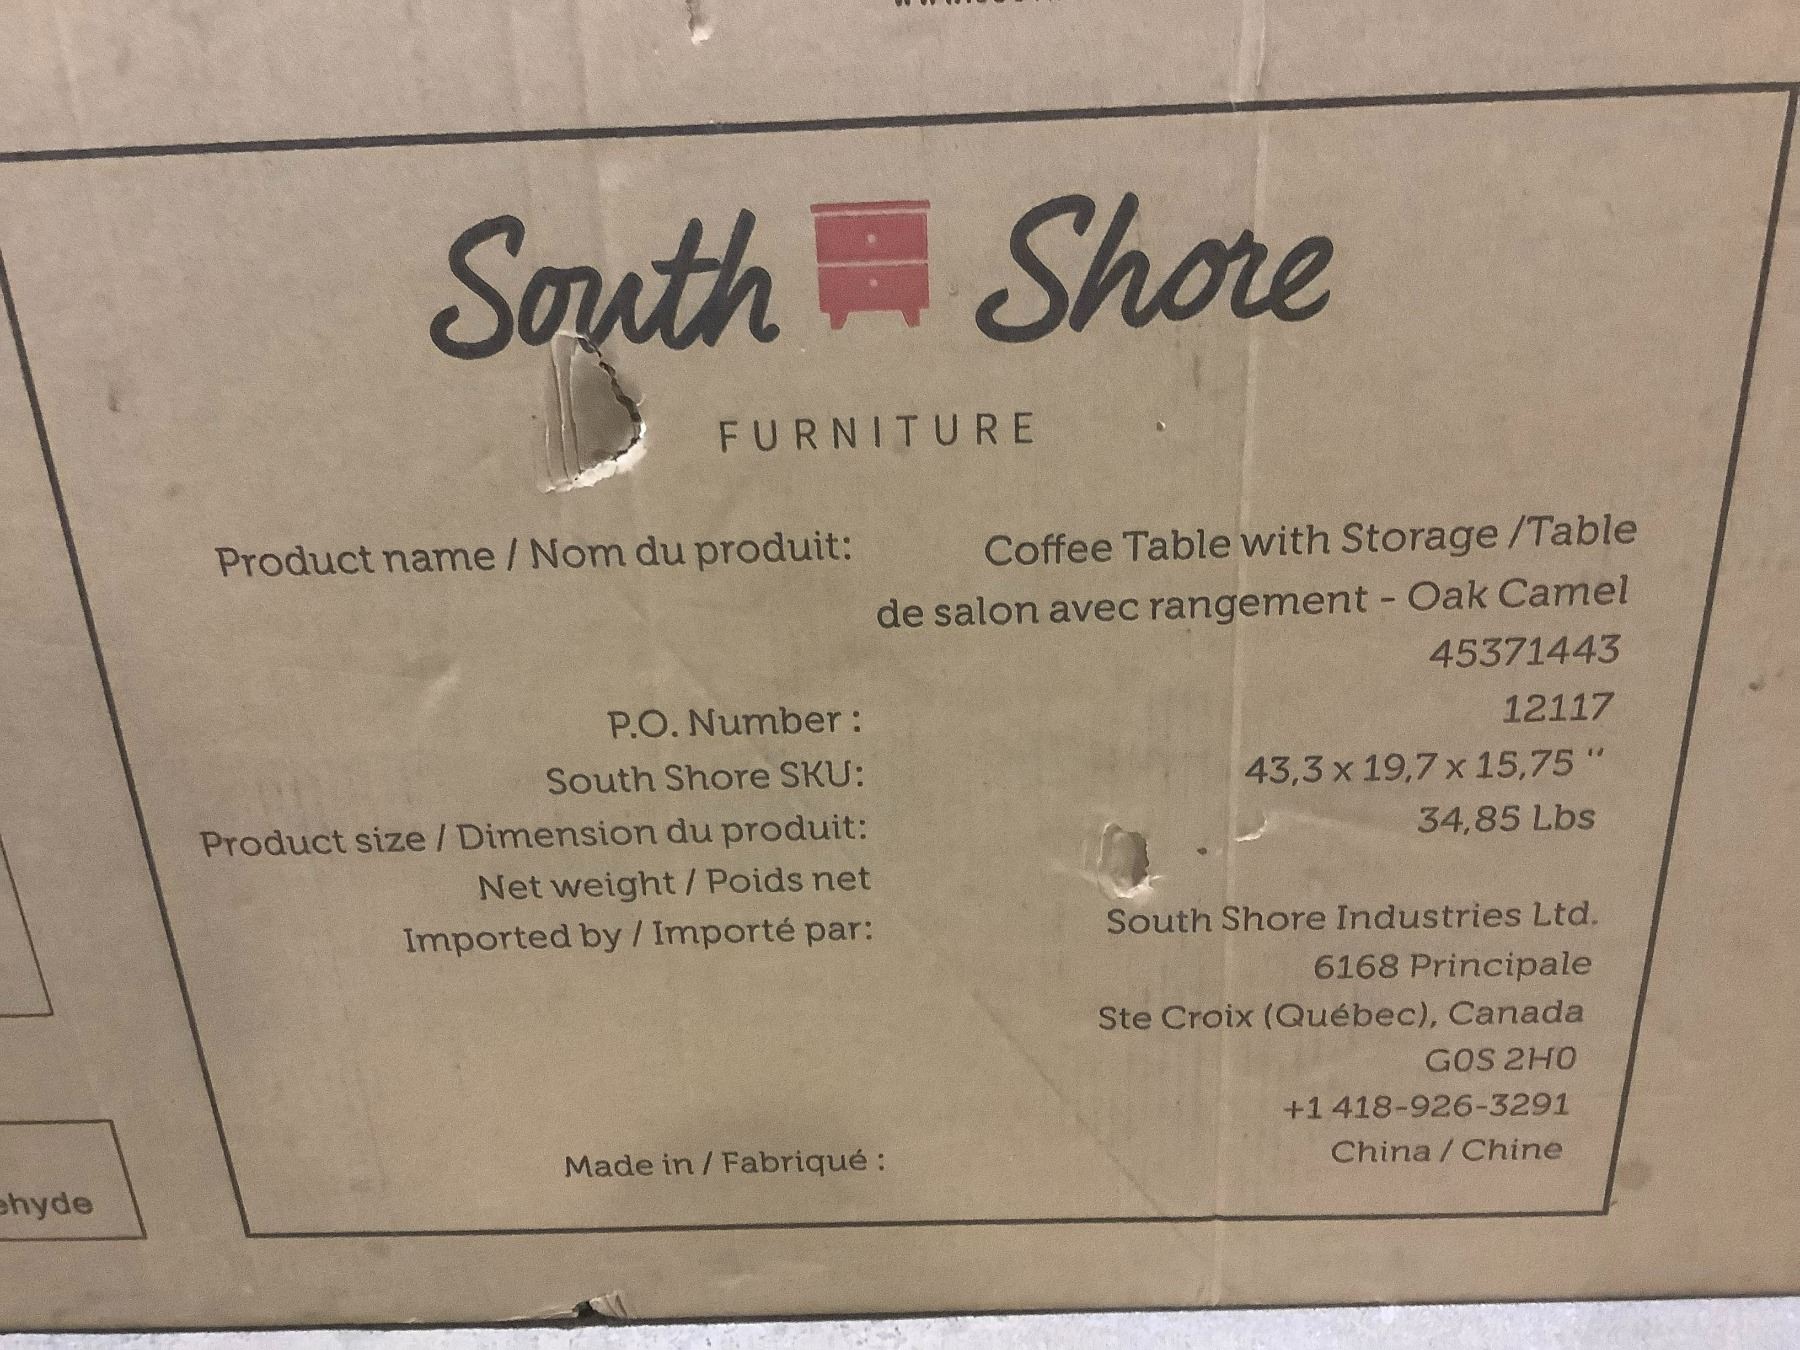 South Shore
FURNITURE
Product name / Nom du produit: Coffee Table with Storage /Table
de salon avec rangement - Oak Camel
45371443
P.O. Number : 12117
South Shore SKU: 43,3 x 19,7 x 15,75 "
Product size / Dimension du produit: 34,85 Lbs
Net weight / Poids net
Imported by / Importé par: South Shore Industries Ltd.
6168 Principale
Ste Croix (Québec), Canada
G0S 2H0
+1 418-926-3291
Made in / Fabriqué : China / Chine
ehyde